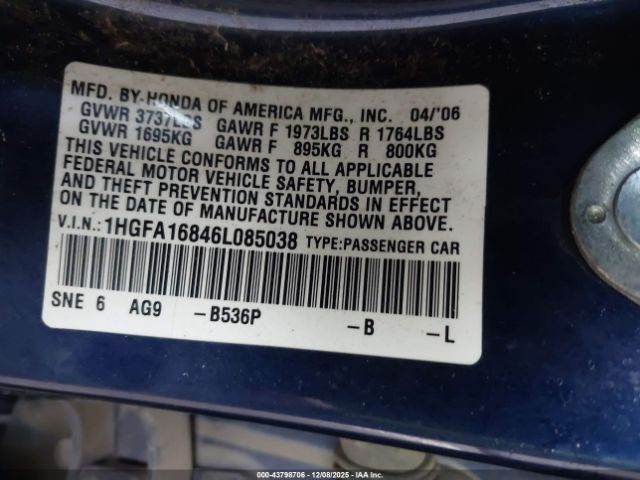 MFD. BY-HONDA OF AMERICA MFG., INC. 04/'06
GVWR 3737LBS GAWR F 1973LBS R 1764LBS
GVWR 1695KG GAWR F 895KG R 800KG
THIS VEHICLE CONFORMS TO ALL APPLICABLE
FEDERAL MOTOR VEHICLE SAFETY, BUMPER,
AND THEFT PREVENTION STANDARDS IN EFFECT
ON THE DATE OF MANUFACTURE SHOWN ABOVE.
V.I.N.: 1HGFA16846L085038 TYPE:PASSENGER CAR
SNE 6 AG9 -B536P -B -L
000-43798706 | 12/08/2025 | IAA Inc.